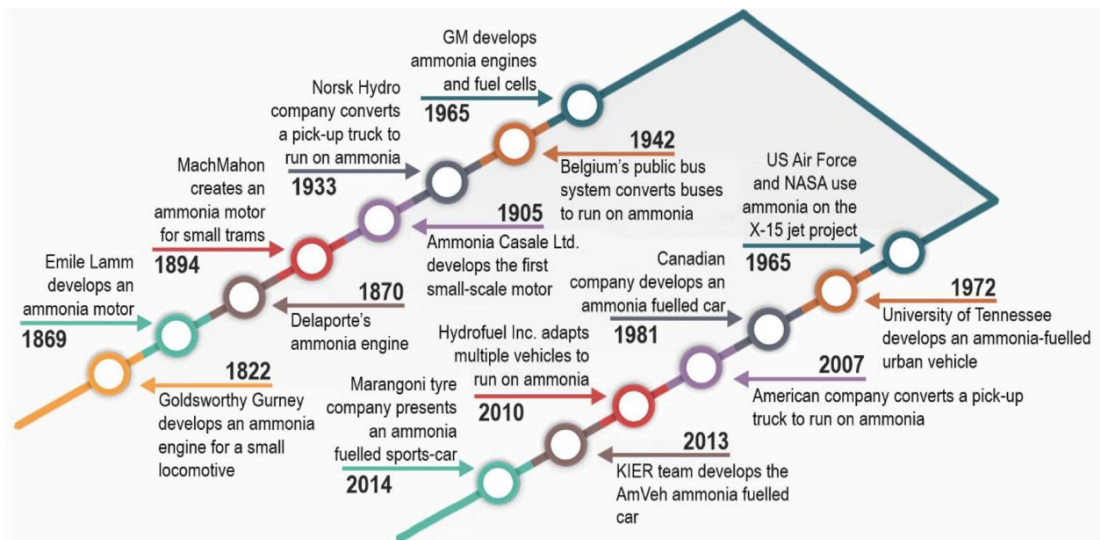 1822
Goldsworthy Gurney
develops an ammonia
engine for a small
locomotive
Emile Lamm
develops an
ammonia motor
1869
1870
Delaporte's
ammonia engine
MachMahon
creates an
ammonia motor
for small trams
1894
1905
Ammonia Casale Ltd.
develops the first
small-scale motor
Norsk Hydro
company converts
a pick-up truck to
run on ammonia
1933
1942
Belgium's public bus
system converts buses
to run on ammonia
GM develops
ammonia engines
and fuel cells
1965
US Air Force
and NASA use
ammonia on the
X-15 jet project
1965
1972
University of Tennessee
develops an ammonia-fuelled
urban vehicle
Canadian
company develops an
ammonia fuelled car
1981
2007
American company converts a pick-up
truck to run on ammonia
Hydrofuel Inc. adapts
multiple vehicles to
run on ammonia
2010
2013
KIER team develops the
AmVeh ammonia fuelled
car
Marangoni tyre
company presents
an ammonia
fuelled sports-car
2014